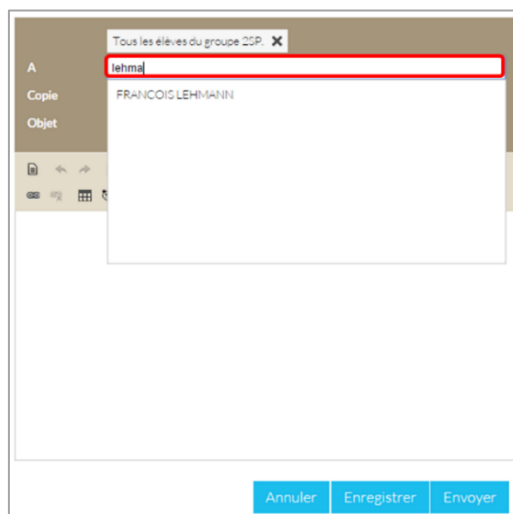 Tous les élèves du groupe 2SP. ✕
A
lehma
Copie
FRANCOIS LEHMANN
Objet
Annuler
Enregistrer
Envoyer